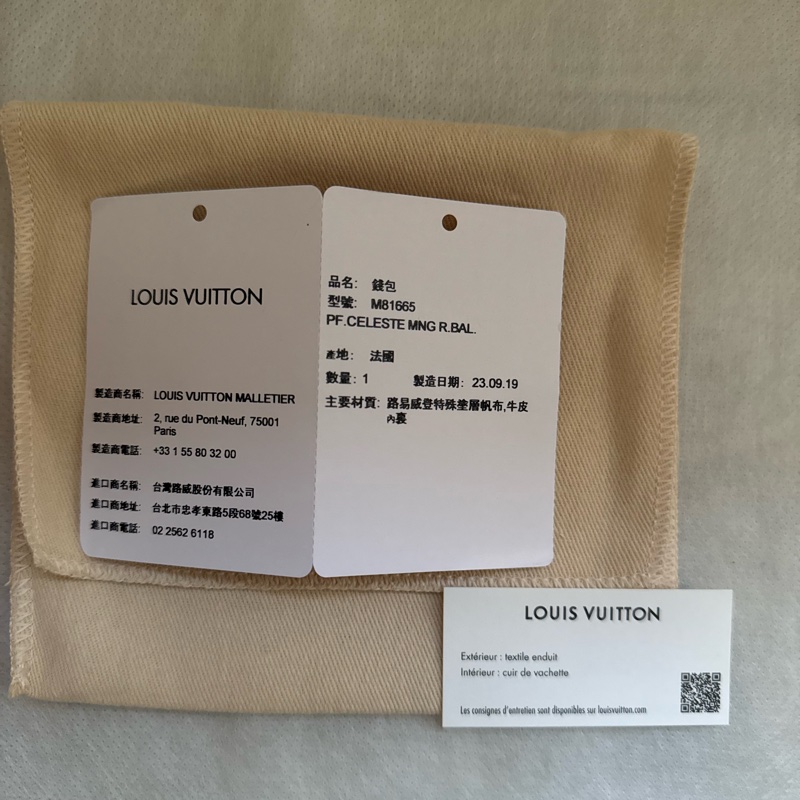 LOUIS VUITTON
製造商名稱: LOUIS VUITTON MALLETIER
製造商地址: 2, rue du Pont-Neuf, 75001
Paris
製造商電話: +33 1 55 80 32 00
進口商名稱: 台灣路威股份有限公司
進口商地址: 台北市忠孝東路5段68號25樓
進口商電話: 02 2562 6118
品名: 錢包
型號: M81665
PF.CELESTE MNG R.BAL.
產地: 法國
數量: 1 製造日期: 23.09.19
主要材質: 路易威登特殊塗層帆布,牛皮
內裏
LOUIS VUITTON
Extérieur : textile enduit
Intérieur : cuir de vachette
Les consignes d'entretien sont disponibles sur louisvuitton.com